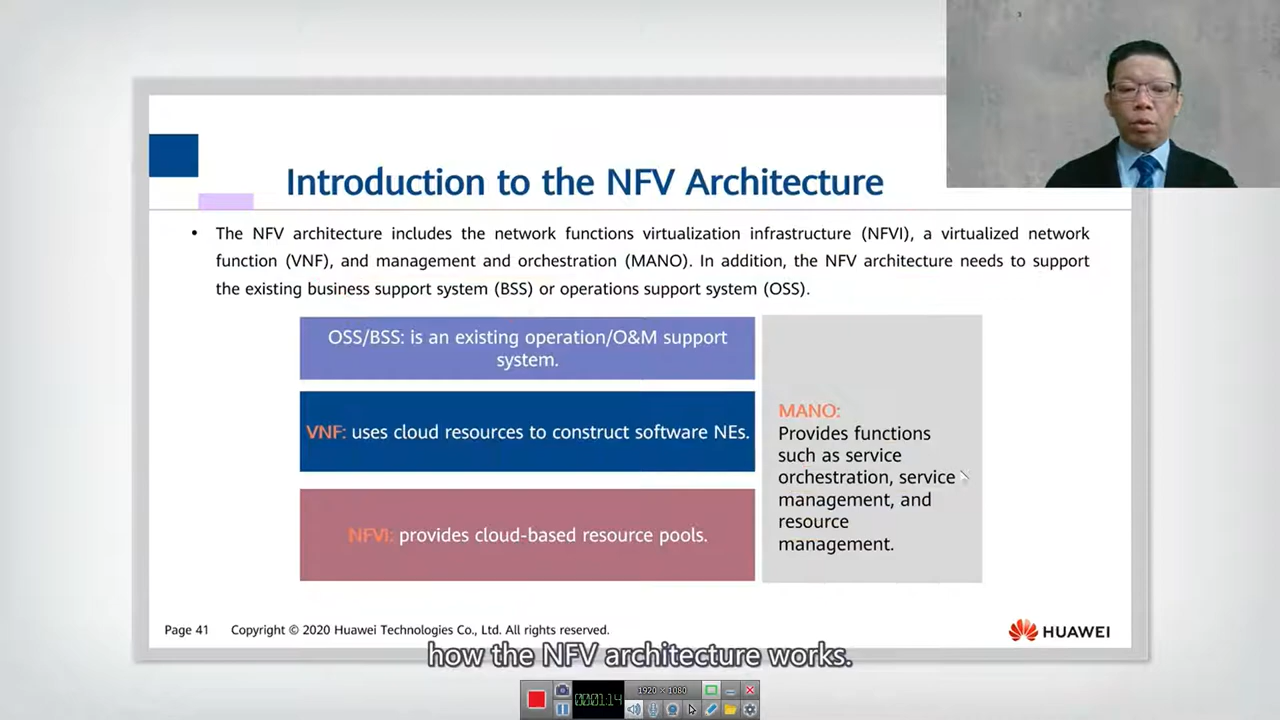 Introduction to the NFV Architecture
• The NFV architecture includes the network functions virtualization infrastructure (NFVI), a virtualized network
function (VNF), and management and orchestration (MANO). In addition, the NFV architecture needs to support
the existing business support system (BSS) or operations support system (OSS).
OSS/BSS: is an existing operation/O&M support
system.
VNF: uses cloud resources to construct software NEs.
NFVI: provides cloud-based resource pools.
MANO:
Provides functions
such as service
orchestration, service
management, and
resource
management.
Page 41 Copyright © 2020 Huawei Technologies Co., Ltd. All rights reserved.
HUAWEI
how the NFV architecture works.
1920 × 1080
000:1:14